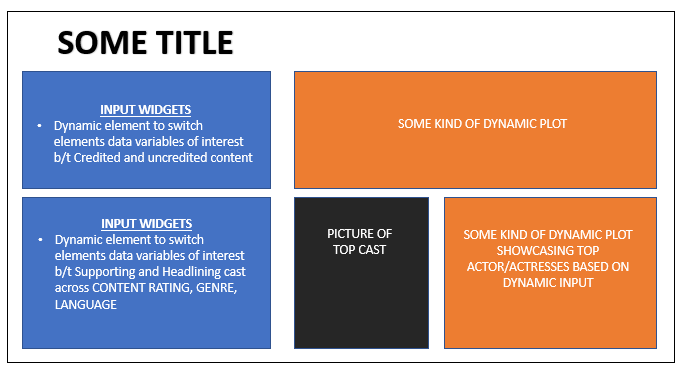 SOME TITLE
INPUT WIDGETS
• Dynamic element to switch
elements data variables of interest
b/t Credited and uncredited content
SOME KIND OF DYNAMIC PLOT
INPUT WIDGETS
• Dynamic element to switch
elements data variables of interest
b/t Supporting and Headlining cast
across CONTENT RATING, GENRE,
LANGUAGE
PICTURE OF
TOP CAST
SOME KIND OF DYNAMIC PLOT
SHOWCASING TOP
ACTOR/ACTRESSES BASED ON
DYNAMIC INPUT